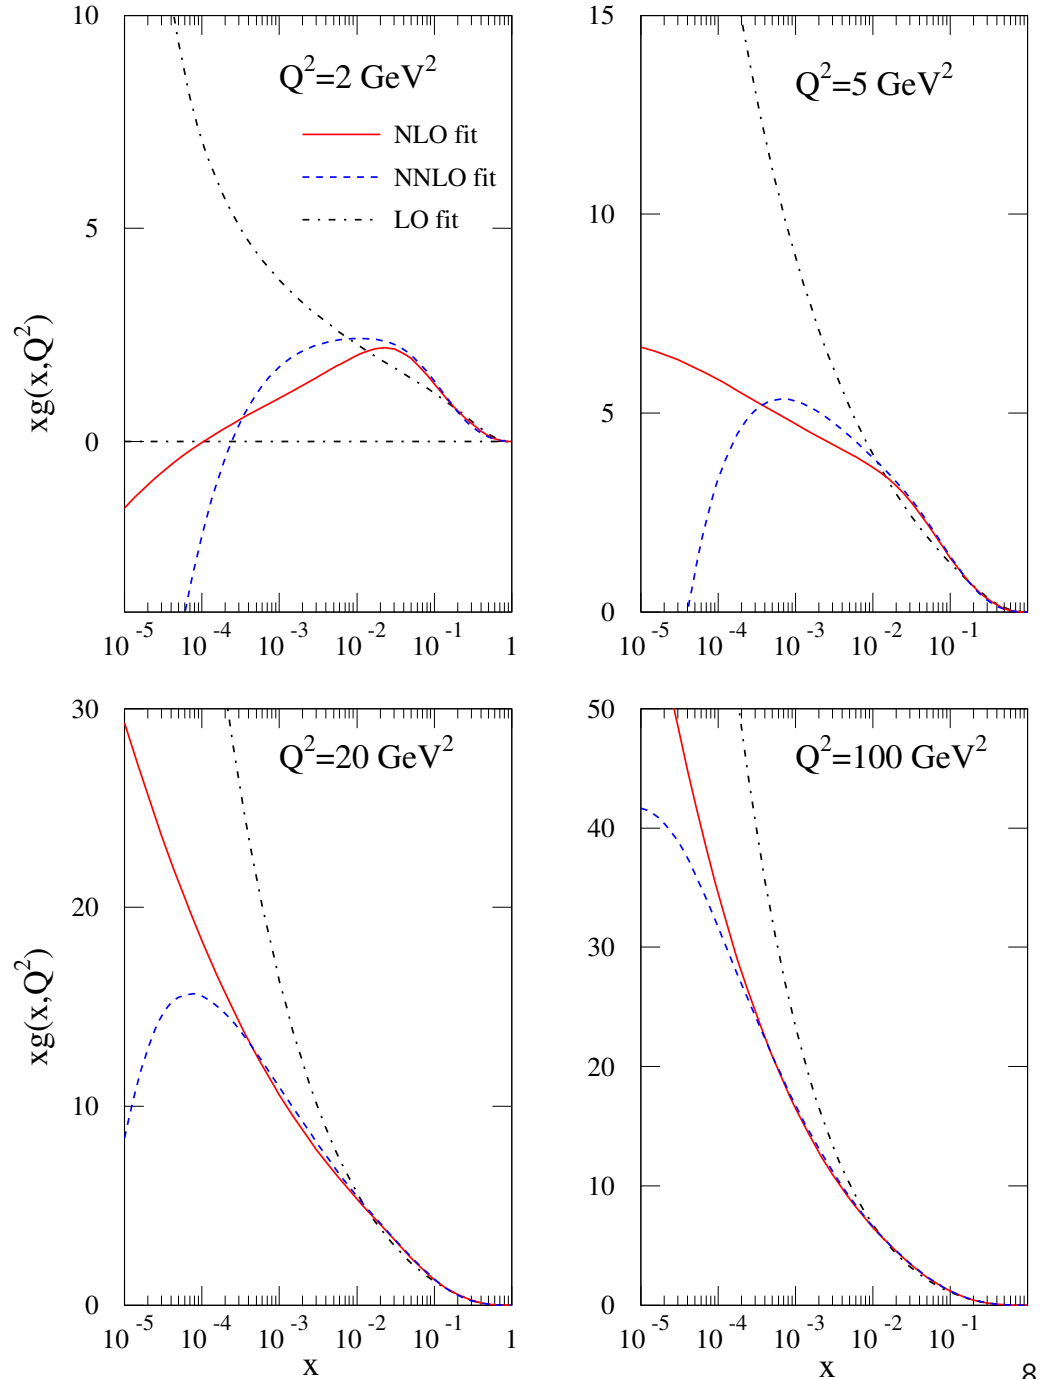 10
5
0
xg(x,Q²)
Q²=2 GeV²
NLO fit
NNLO fit
LO fit
10⁻⁵ 10⁻⁴ 10⁻³ 10⁻² 10⁻¹ 1
15
10
5
0
Q²=5 GeV²
10⁻⁵ 10⁻⁴ 10⁻³ 10⁻² 10⁻¹
30
20
10
0
xg(x,Q²)
Q²=20 GeV²
10⁻⁵ 10⁻⁴ 10⁻³ 10⁻² 10⁻¹ 1
x
50
40
30
20
10
0
Q²=100 GeV²
10⁻⁵ 10⁻⁴ 10⁻³ 10⁻² 10⁻¹
x